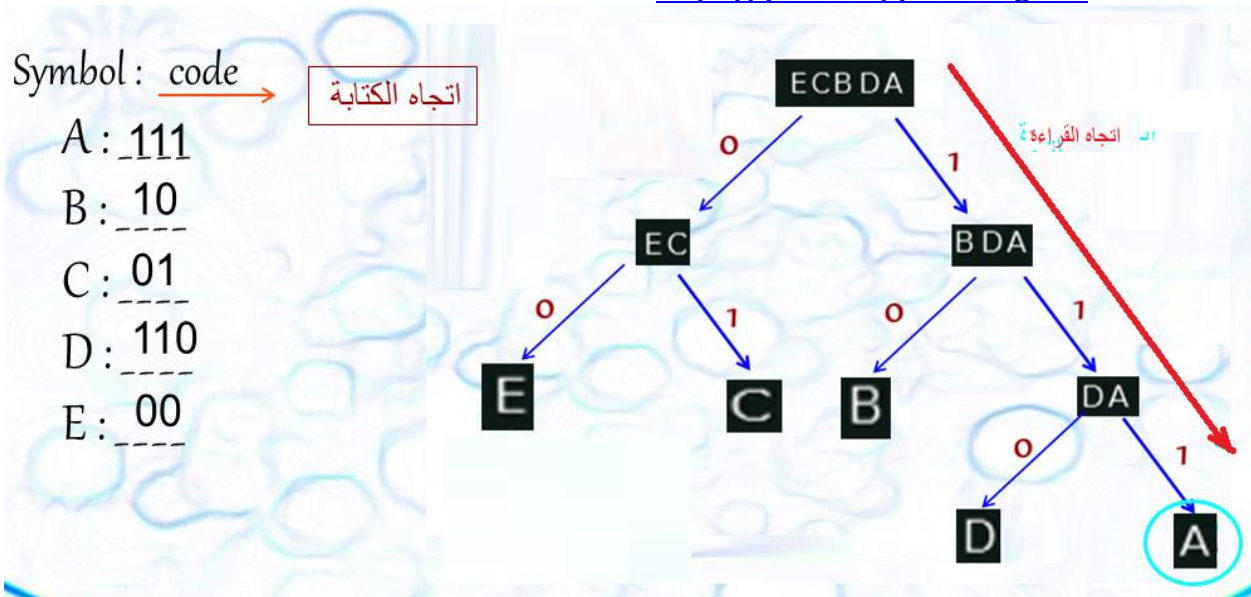 Symbol : code
اتجاه الكتابة
A : 111
B : 10
C : 01
D : 110
E : 00
ECBDA
اتجاه القراءة
0
1
EC
BDA
0
1
0
1
E
C
B
DA
0
1
D
A